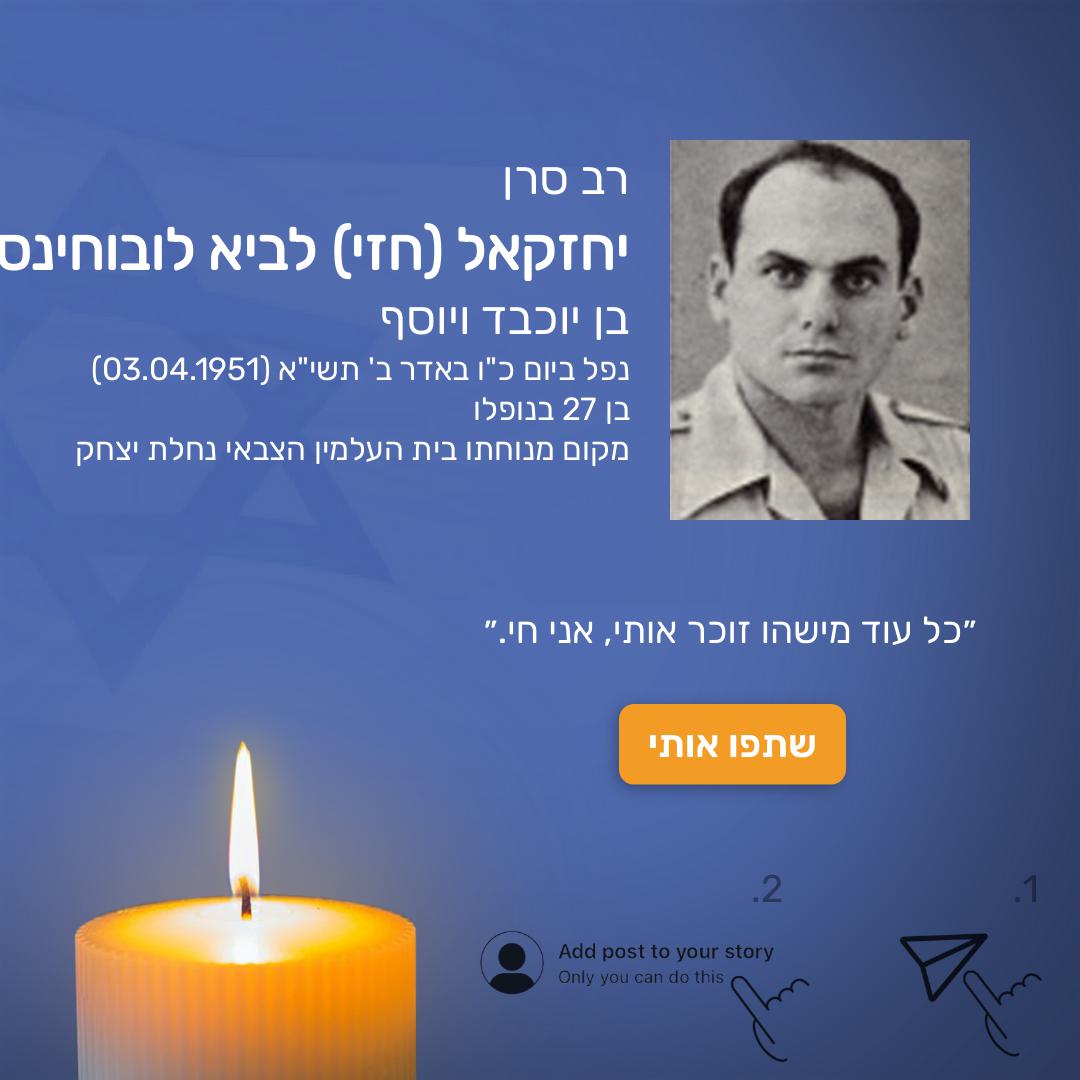 רב סרן
יחזקאל (חזי) לביא לובוחינס
בן יוכבד ויוסף
נפל ביום כ"ו באדר ב' תשי"א (03.04.1951)
בן 27 בנופלו
מקום מנוחתו בית העלמין הצבאי נחלת יצחק
״כל עוד מישהו זוכר אותי, אני חי.״
שתפו אותי
1.
2.
Add post to your story
Only you can do this